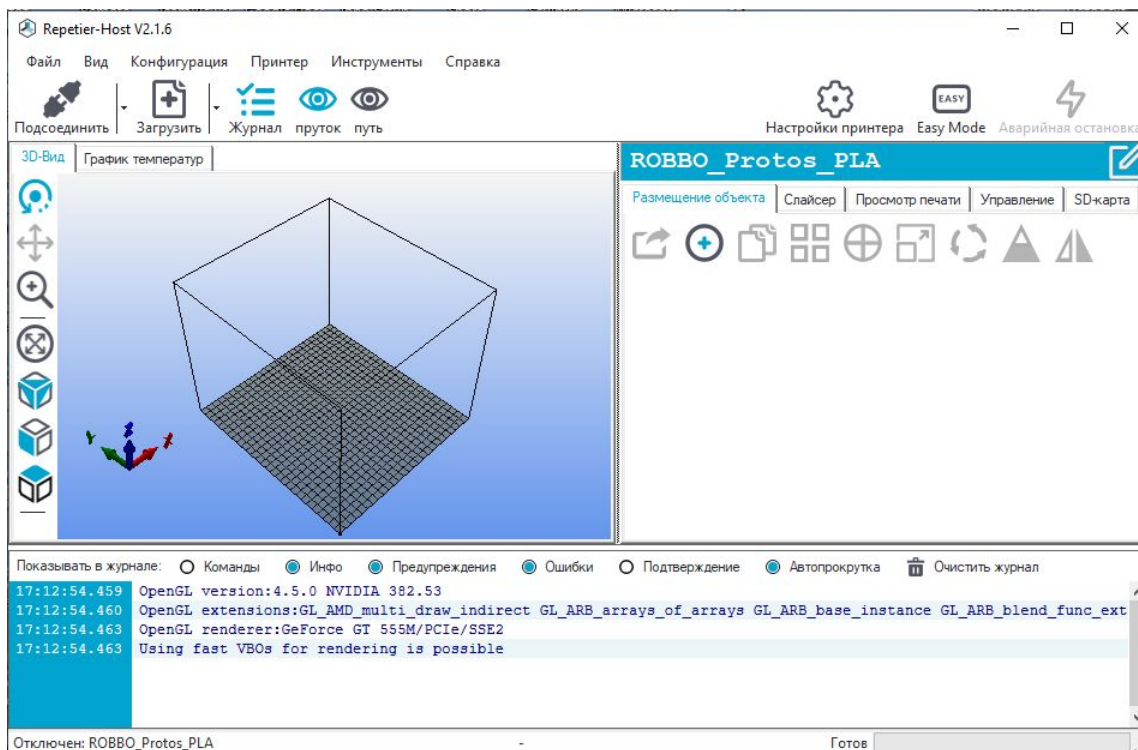 Repetier-Host V2.1.6
Файл Вид Конфигурация Принтер Инструменты Справка
EASY
Подсоединить Загрузить Журнал пруток путь Настройки принтера Easy Mode Аварийная остановка
3D-Вид График температур
ROBBO_Protos_PLA
Размещение объекта Слайсер Просмотр печати Управление SD-карта
Показывать в журнале: Команды Инфо Предупреждения Ошибки Подтверждение Автопрокрутка Очистить журнал
17:12:54.459 OpenGL version:4.5.0 NVIDIA 382.53
17:12:54.460 OpenGL extensions:GL_AMD_multi_draw_indirect GL_ARB_arrays_of_arrays GL_ARB_base_instance GL_ARB_blend_func_ext
17:12:54.463 OpenGL renderer:GeForce GT 555M/PCIe/SSE2
17:12:54.463 Using fast VBOs for rendering is possible
Отключен: ROBBO_Protos_PLA - Готов